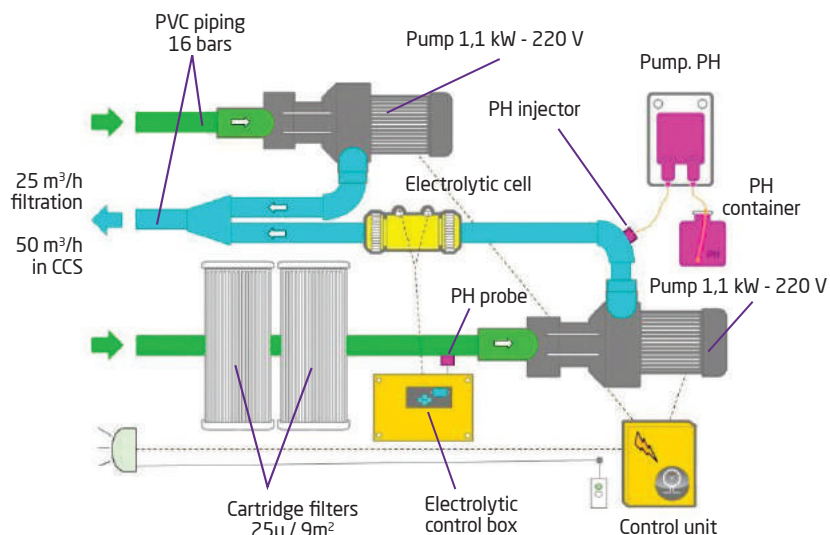 PVC piping
16 bars
Pump 1,1 kW - 220 V
Pump. PH
PH injector
25 m³/h
filtration
Electrolytic cell
PH
container
50 m³/h
in CCS
PH
Pump 1,1 kW - 220 V
PH probe
Cartridge filters
25µ / 9m²
Electrolytic
control box
Control unit